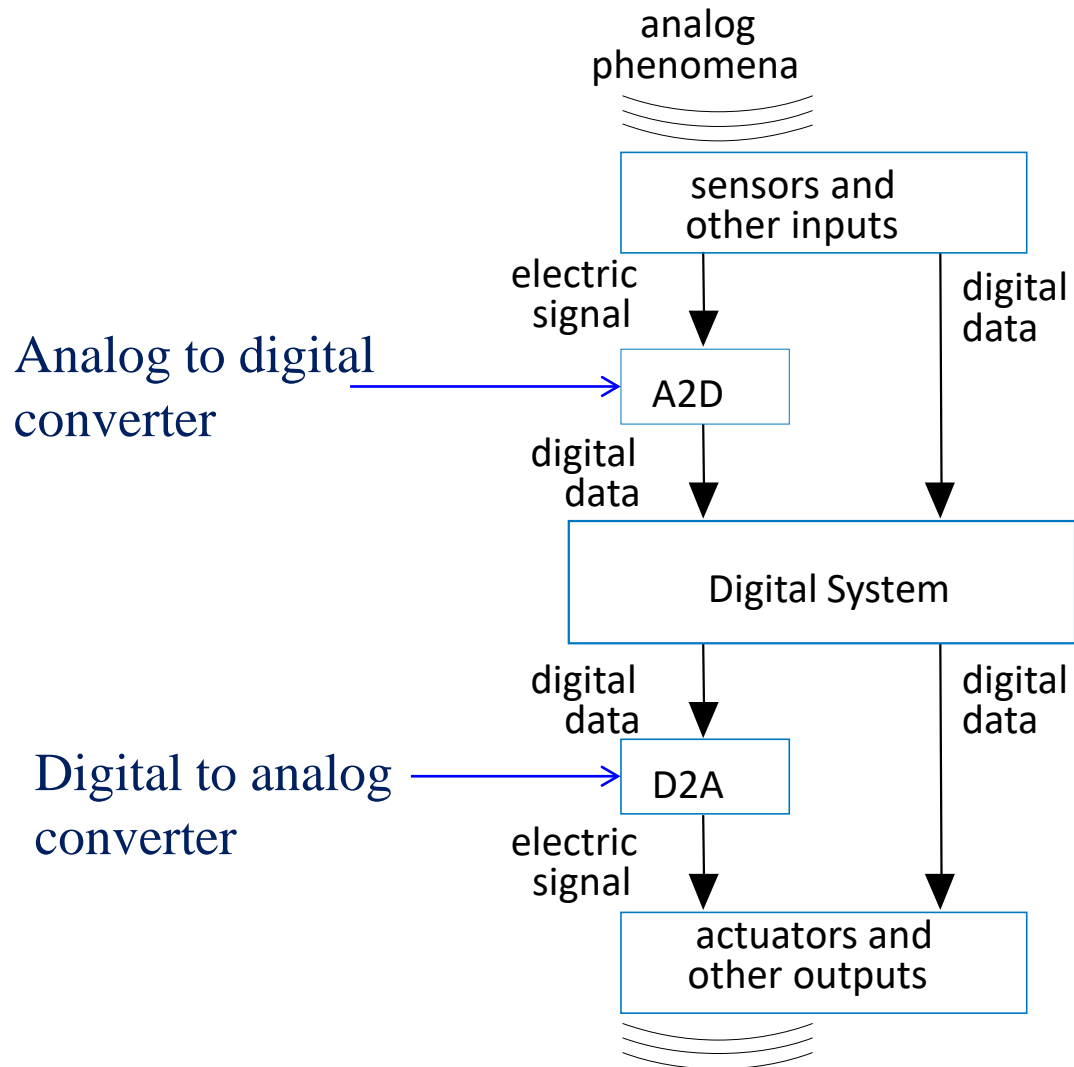 analog
phenomena
sensors and
other inputs
electric
signal
digital
data
Analog to digital
converter
A2D
digital
data
Digital System
digital
data
digital
data
Digital to analog
converter
D2A
electric
signal
actuators and
other outputs